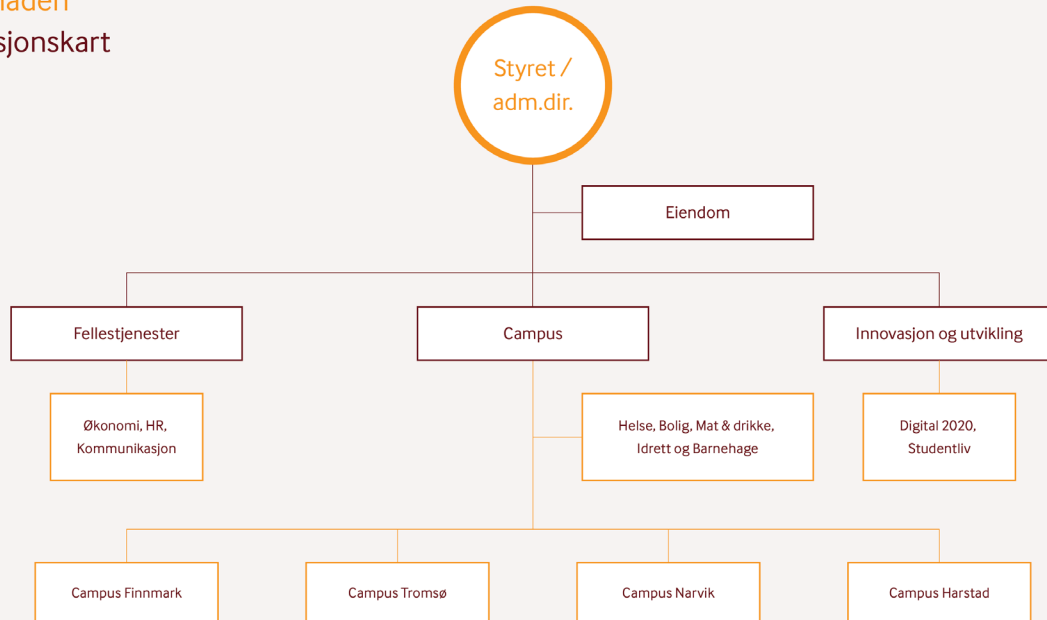 sjonskart
Styret /
adm.dir.
Eiendom
Fellestjenester
Campus
Innovasjon og utvikling
Økonomi, HR,
Kommunikasjon
Helse, Bolig, Mat & drikke,
Idrett og Barnehage
Digital 2020,
Studentliv
Campus Finnmark
Campus Tromsø
Campus Narvik
Campus Harstad